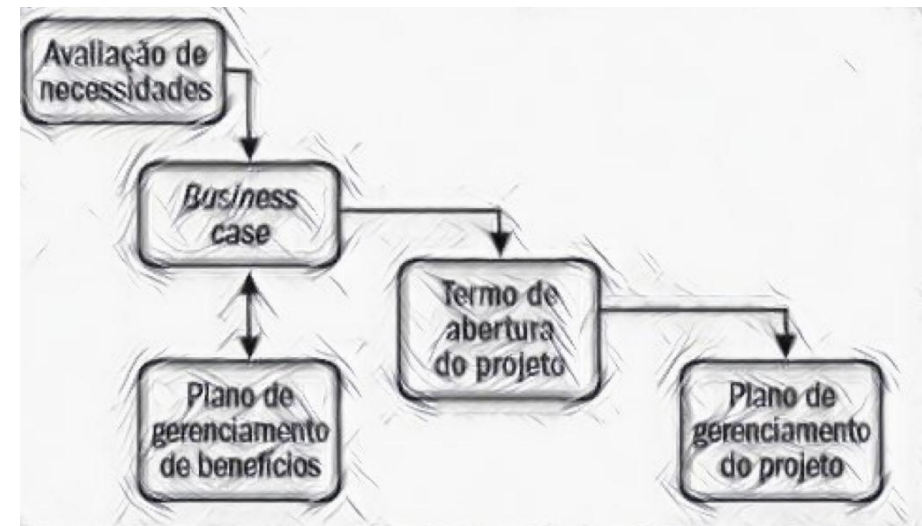 Avaliação de
necessidades
Business
case
Termo de
abertura
do projeto
Plano de
gerenciamento
de benefícios
Plano de
gerenciamento
do projeto